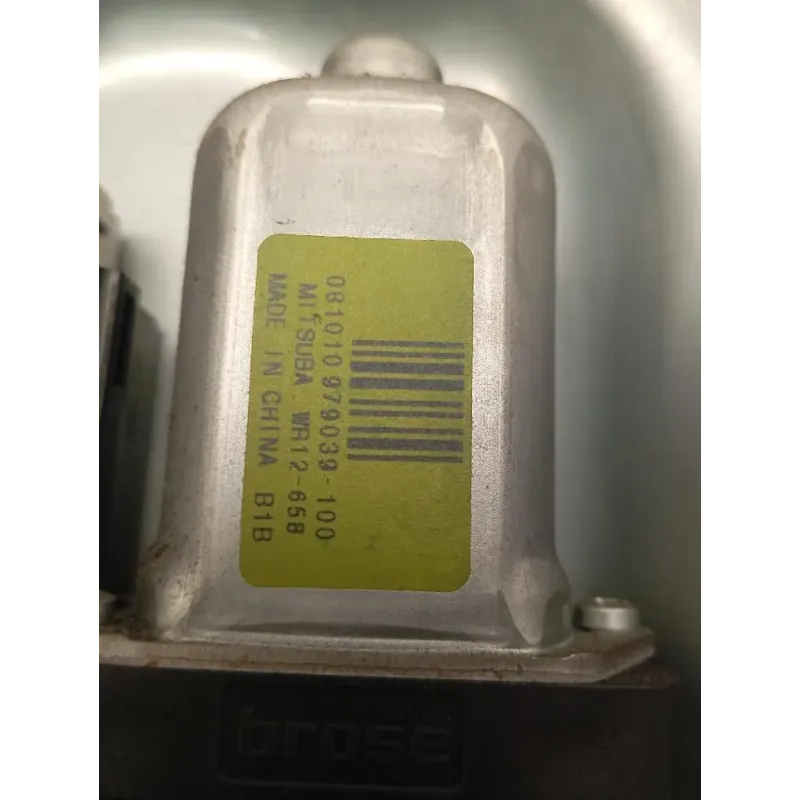 081010 979039-100
MITSUBA WR12-658
MADE IN CHINA B1B
brose